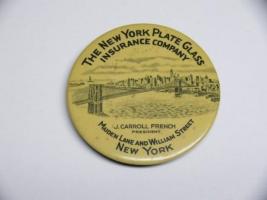 THE NEW YORK PLATE GLASS
INSURANCE COMPANY
J. CARROLL FRENCH
PRESIDENT
MAIDEN LANE AND WILLIAM STREET
NEW YORK